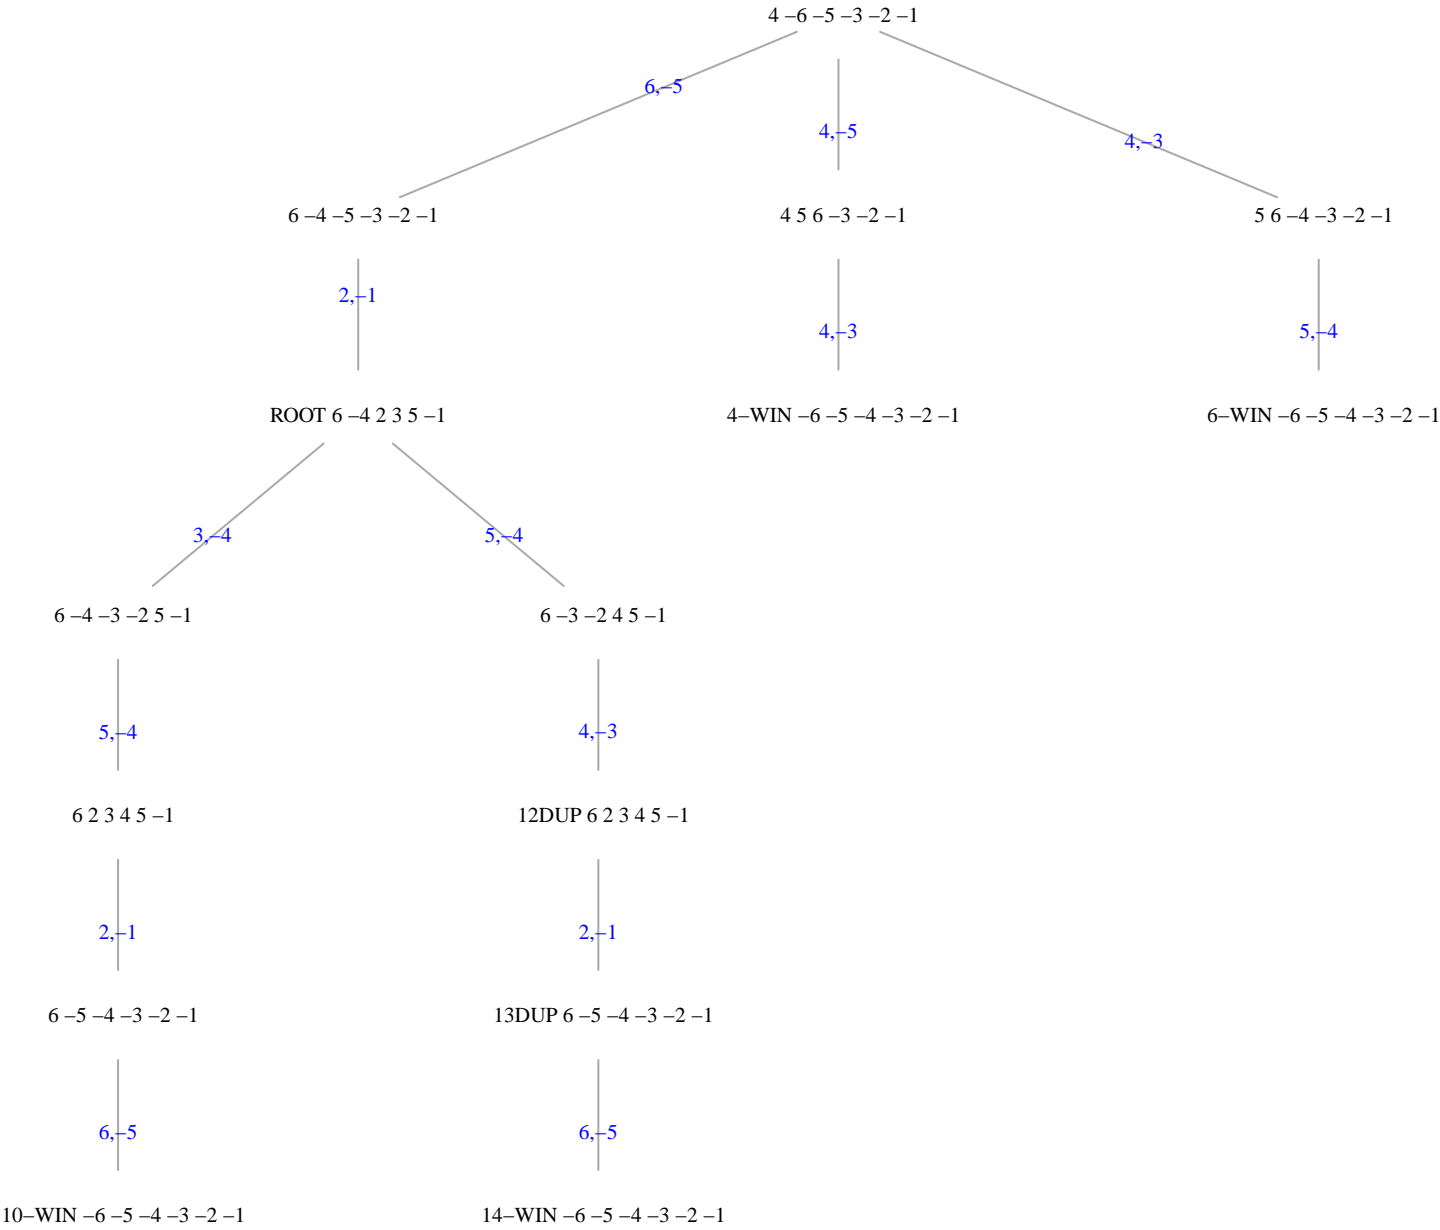 4 –6 –5 –3 –2 –1
6,–5
4,–5
4,–3
6 –4 –5 –3 –2 –1
4 5 6 –3 –2 –1
5 6 –4 –3 –2 –1
2,–1
4,–3
5,–4
ROOT 6 –4 2 3 5 –1
4–WIN –6 –5 –4 –3 –2 –1
6–WIN –6 –5 –4 –3 –2 –1
3,–4
5,–4
6 –4 –3 –2 5 –1
6 –3 –2 4 5 –1
5,–4
4,–3
6 2 3 4 5 –1
12DUP 6 2 3 4 5 –1
2,–1
2,–1
6 –5 –4 –3 –2 –1
13DUP 6 –5 –4 –3 –2 –1
6,–5
6,–5
10–WIN –6 –5 –4 –3 –2 –1
14–WIN –6 –5 –4 –3 –2 –1